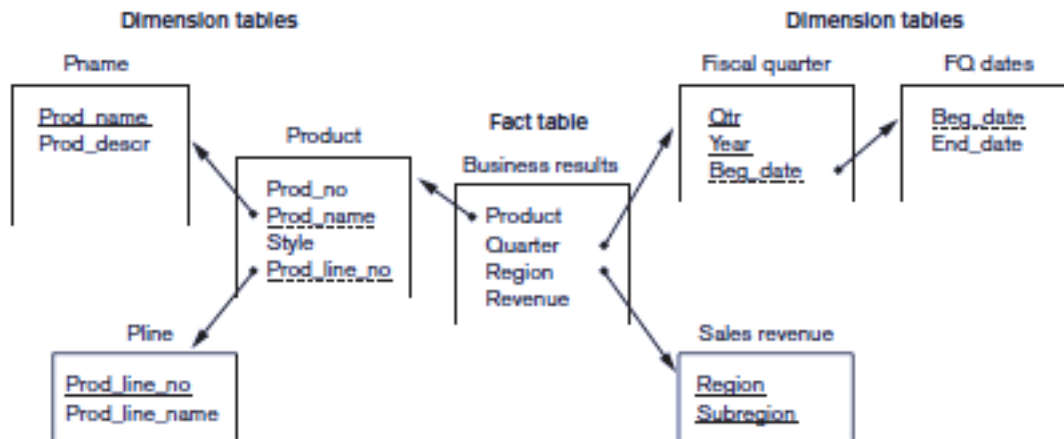 Dimension tables
Dimension tables
Pname
Prod_name
Prod_descr
Product
Prod_no
Prod_name
Style
Prod_line_no
Pline
Prod_line_no
Prod_line_name
Fact table
Business results
Product
Quarter
Region
Revenue
Fiscal quarter
Qtr
Year
Beg_date
FQ dates
Beg_date
End_date
Sales revenue
Region
Subregion